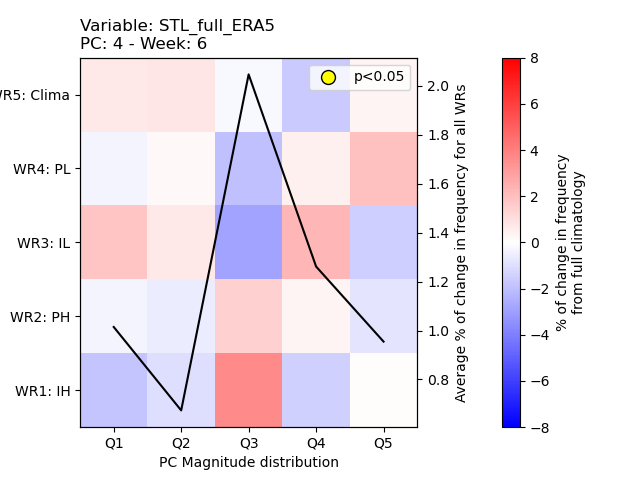 Variable: STL_full_ERA5
PC: 4 - Week: 6
WR5: Clima
WR4: PL
WR3: IL
WR2: PH
WR1: IH
Q1 Q2 Q3 Q4 Q5
PC Magnitude distribution
p<0.05
2.0
1.8
1.6
1.4
1.2
1.0
0.8
Average % of change in frequency for all WRs
8
6
4
2
0
−2
−4
−6
−8
% of change in frequency
from full climatology